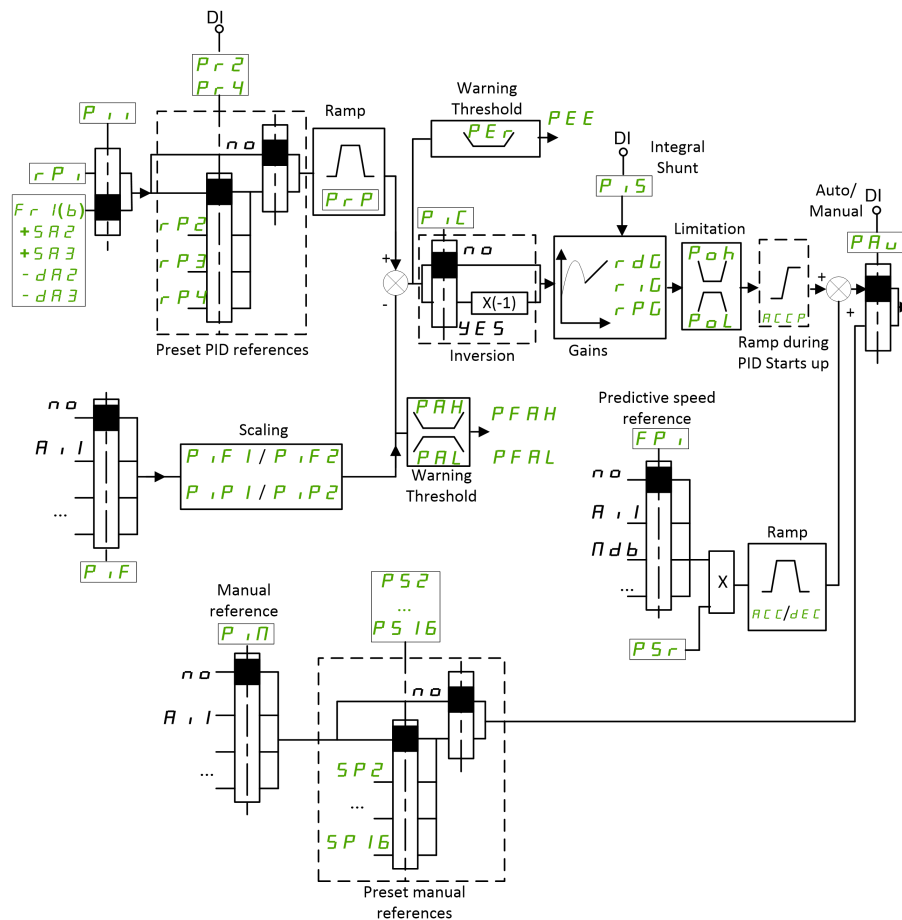 DI
Pr2
Pr4
Pii
rPi
Fr1(b)
+SA2
+SA3
-dA2
-dA3
no
rP2
rP3
rP4
Preset PID references
Ramp
PrP
+
-
Warning
Threshold
PEr
PEE
PiC
no
X(-1)
YES
Inversion
DI
Integral
Shunt
PiS
rdG
riG
rPG
Gains
Limitation
Poh
PoL
ACCP
Ramp during
PID Starts up
+
+
Auto/
Manual
DI
PAu
no
Ai1
...
PiF
Scaling
PiF1/PiF2
PiP1/PiP2
PAH
PAL
PFAH
PFAL
Warning
Threshold
Predictive speed
reference
FPi
no
Ai1
Mdb
...
X
PSr
Ramp
ACC/dEC
Manual
reference
PiM
no
Ai1
...
PS2
...
PS16
no
SP2
...
SP16
Preset manual
references